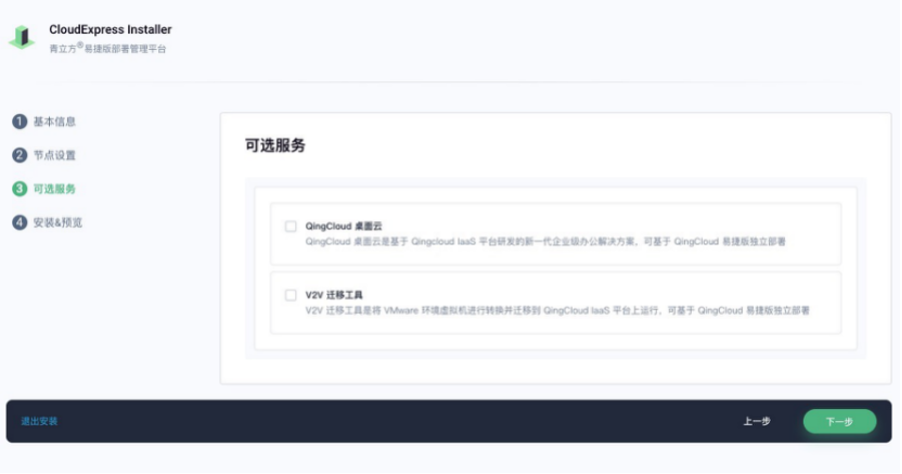 CloudExpress Installer
青立方®易捷版部署管理平台
1 基本信息
2 节点设置
3 可选服务
4 安装&预览
可选服务
QingCloud 桌面云
QingCloud 桌面云是基于 Qingcloud IaaS 平台研发的新一代企业级办公解决方案，可基于 QingCloud 易捷版独立部署
V2V 迁移工具
V2V 迁移工具是将 VMware 环境虚拟机进行转换并迁移到 QingCloud IaaS 平台上运行，可基于 QingCloud 易捷版独立部署
退出安装
上一步
下一步